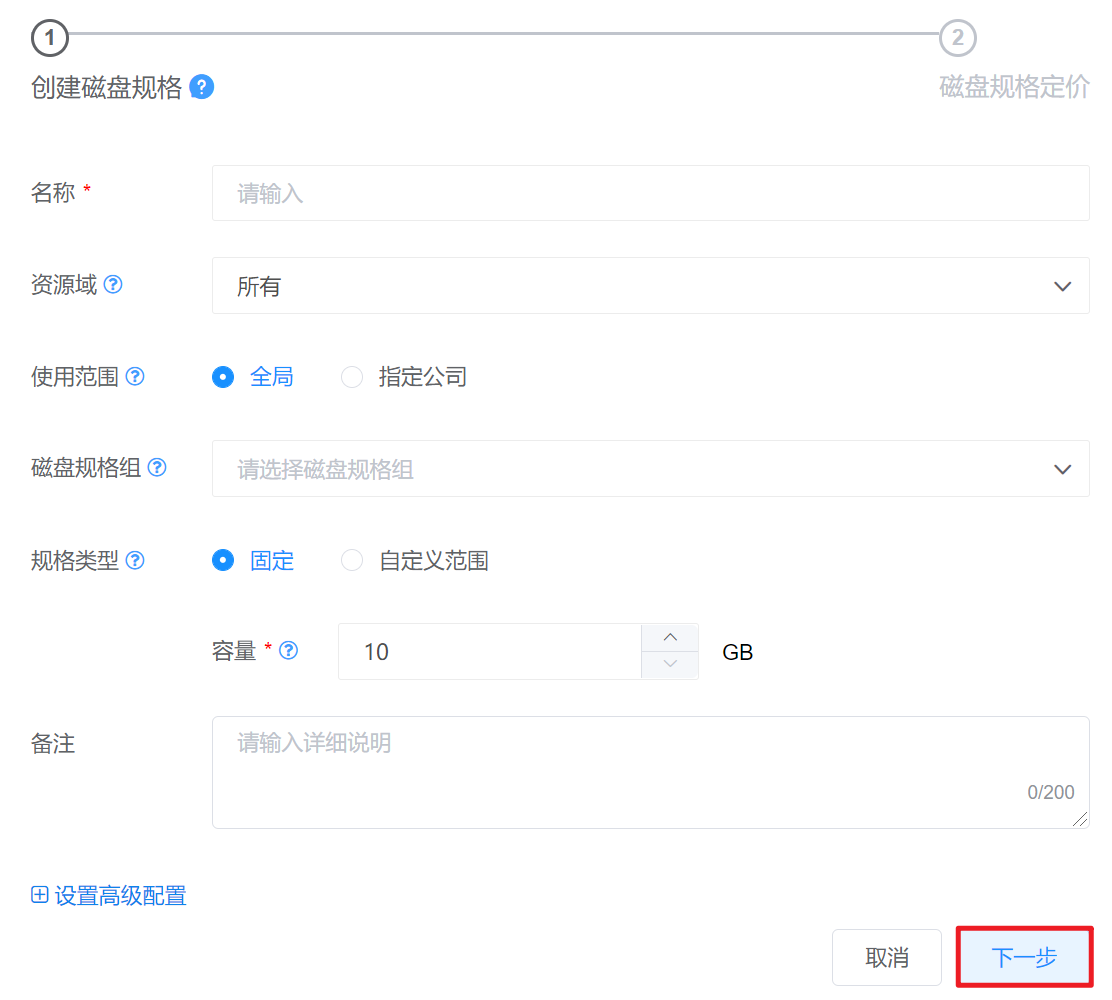 1
2
创建磁盘规格 ?
磁盘规格定价
名称 *
请输入
资源域 ?
所有
使用范围 ?
全局
指定公司
磁盘规格组 ?
请选择磁盘规格组
规格类型 ?
固定
自定义范围
容量 * ?
10
GB
备注
请输入详细说明
0/200
设置高级配置
取消
下一步